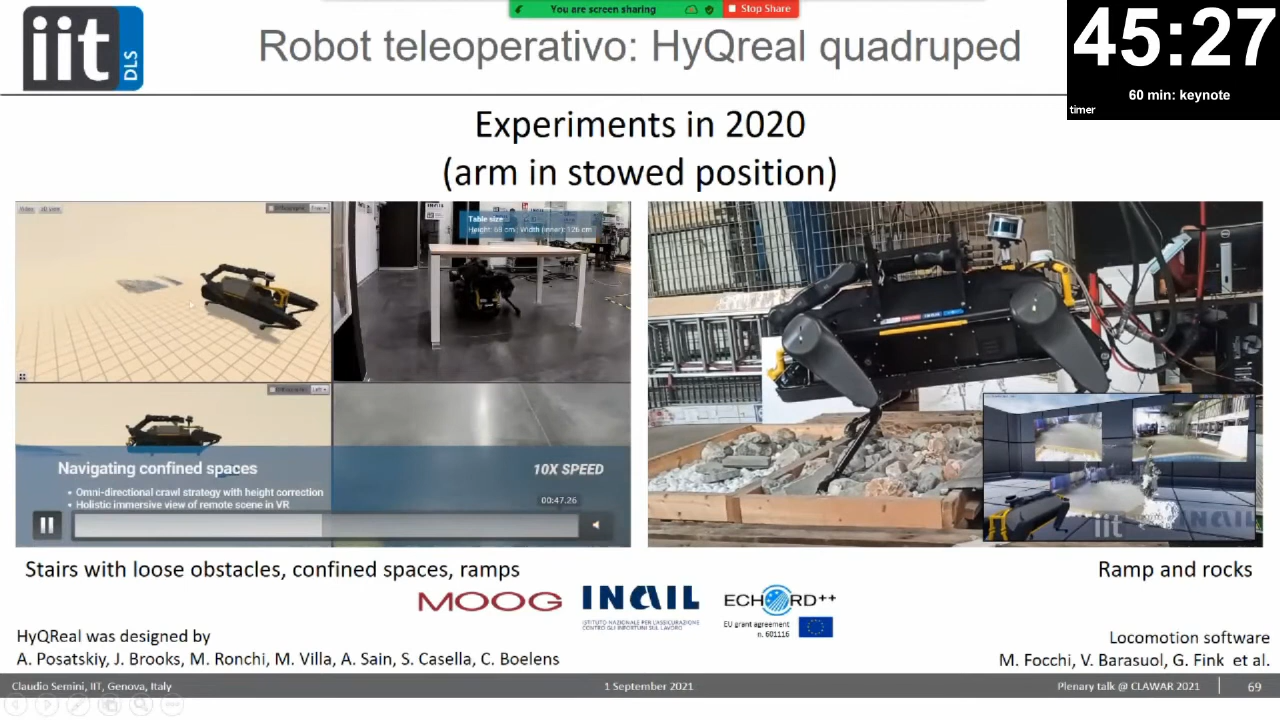 You are screen sharing
Stop Share
iit
DLS
Robot teleoperativo: HyQreal quadruped
45:27
60 min: keynote
timer
Experiments in 2020
(arm in stowed position)
Table size
Height: 68 cm | Width (inner): 126 cm
Navigating confined spaces
10X SPEED
• Omni-directional crawl strategy with height correction
• Holistic immersive view of remote scene in VR
00:47.26
iit INAIL
Stairs with loose obstacles, confined spaces, ramps
Ramp and rocks
MOOG
INAIL
ISTITUTO NAZIONALE PER L'ASSICURAZIONE
CONTRO GLI INFORTUNI SUL LAVORO
ECHORD++
EU grant agreement
n. 601116
HyQReal was designed by
A. Posatskiy, J. Brooks, M. Ronchi, M. Villa, A. Sain, S. Casella, C. Boelens
Locomotion software
M. Focchi, V. Barasuol, G. Fink et al.
Claudio Semini, IIT, Genova, Italy
1 September 2021
Plenary talk @ CLAWAR 2021
69